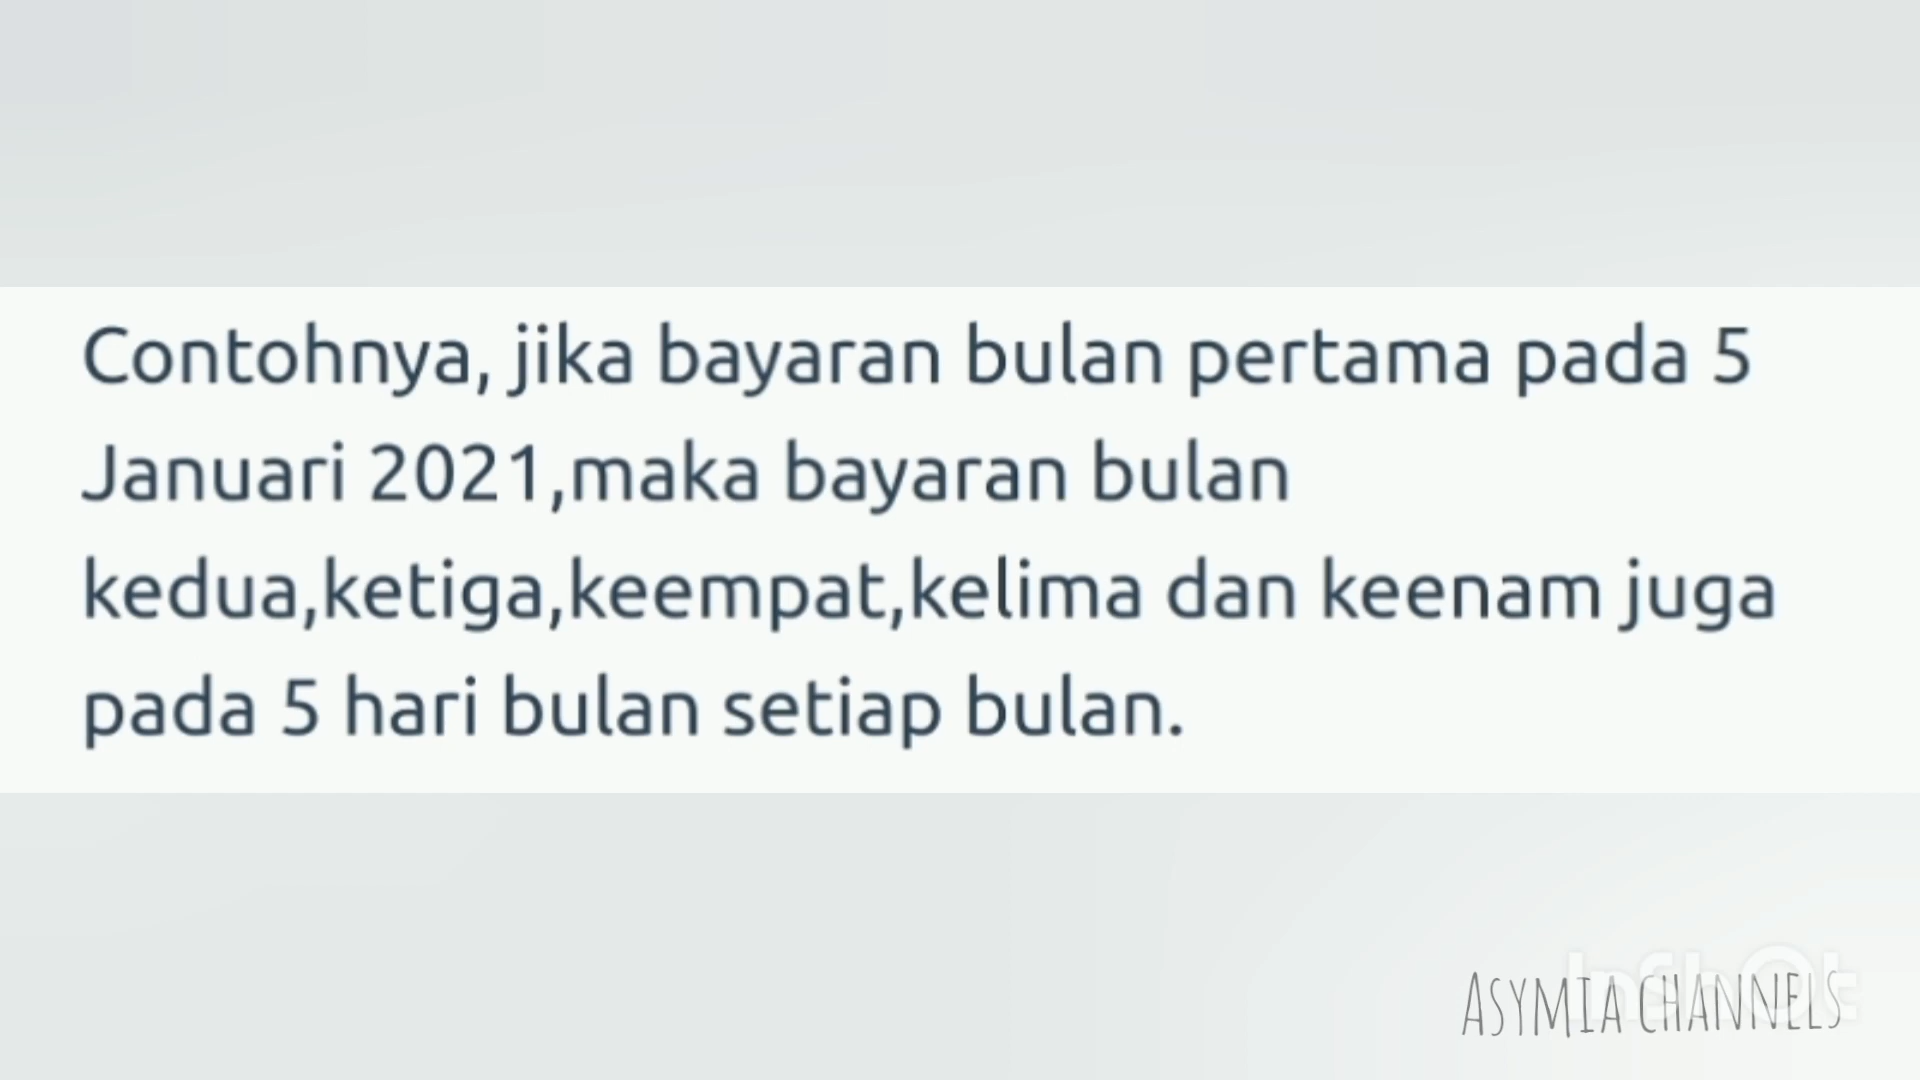 Contohnya, jika bayaran bulan pertama pada 5
Januari 2021,maka bayaran bulan
kedua,ketiga,keempat,kelima dan keenam juga
pada 5 hari bulan setiap bulan.
InShOt
ASYMIA CHANNELS